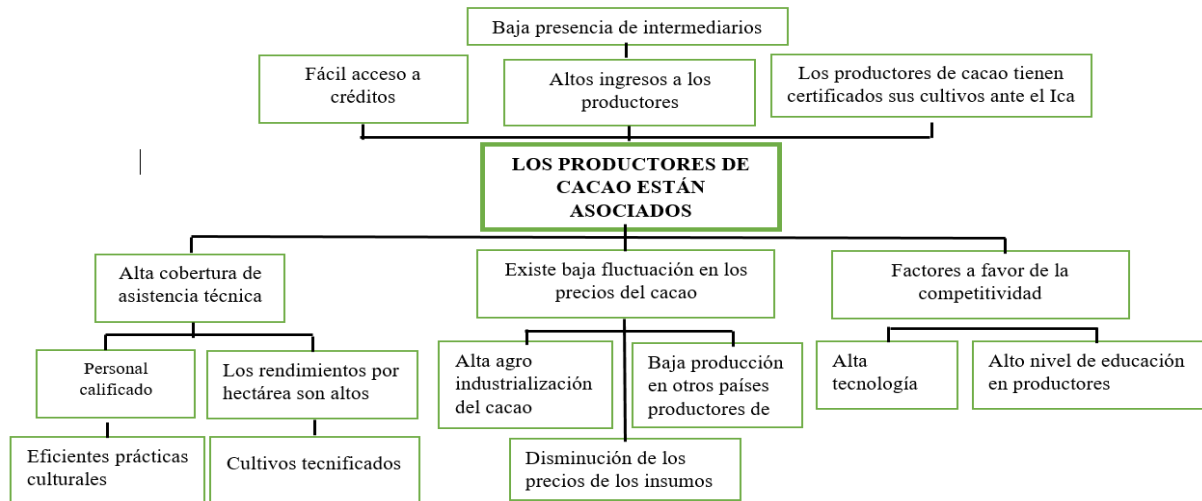 Baja presencia de intermediarios
Fácil acceso a
créditos
Altos ingresos a los
productores
Los productores de cacao tienen
certificados sus cultivos ante el Ica
LOS PRODUCTORES DE
CACAO ESTÁN
ASOCIADOS
Alta cobertura de
asistencia técnica
Existe baja fluctuación en los
precios del cacao
Factores a favor de la
competitividad
Personal
calificado
Los rendimientos por
hectárea son altos
Alta agro
industrialización
del cacao
Baja producción
en otros países
productores de
Alta
tecnología
Alto nivel de educación
en productores
Eficientes prácticas
culturales
Cultivos tecnificados
Disminución de los
precios de los insumos